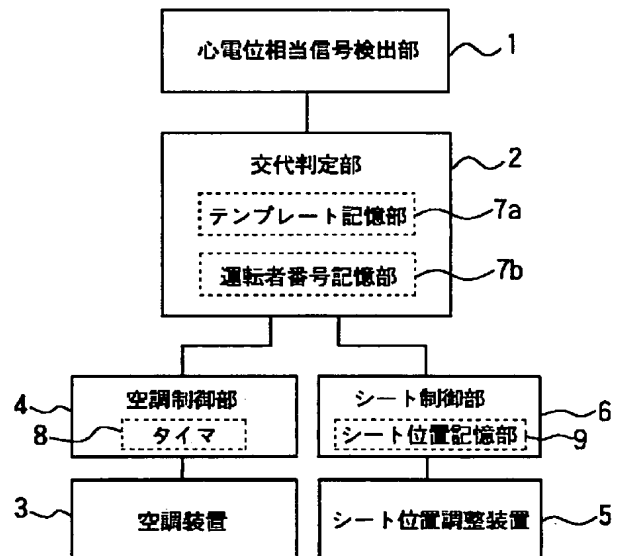 心電位相当信号検出部
1
交代判定部
2
テンプレート記憶部
7a
運転者番号記憶部
7b
4
空調制御部
8
タイマ
シート制御部
6
シート位置記憶部
9
3
空調装置
シート位置調整装置
5